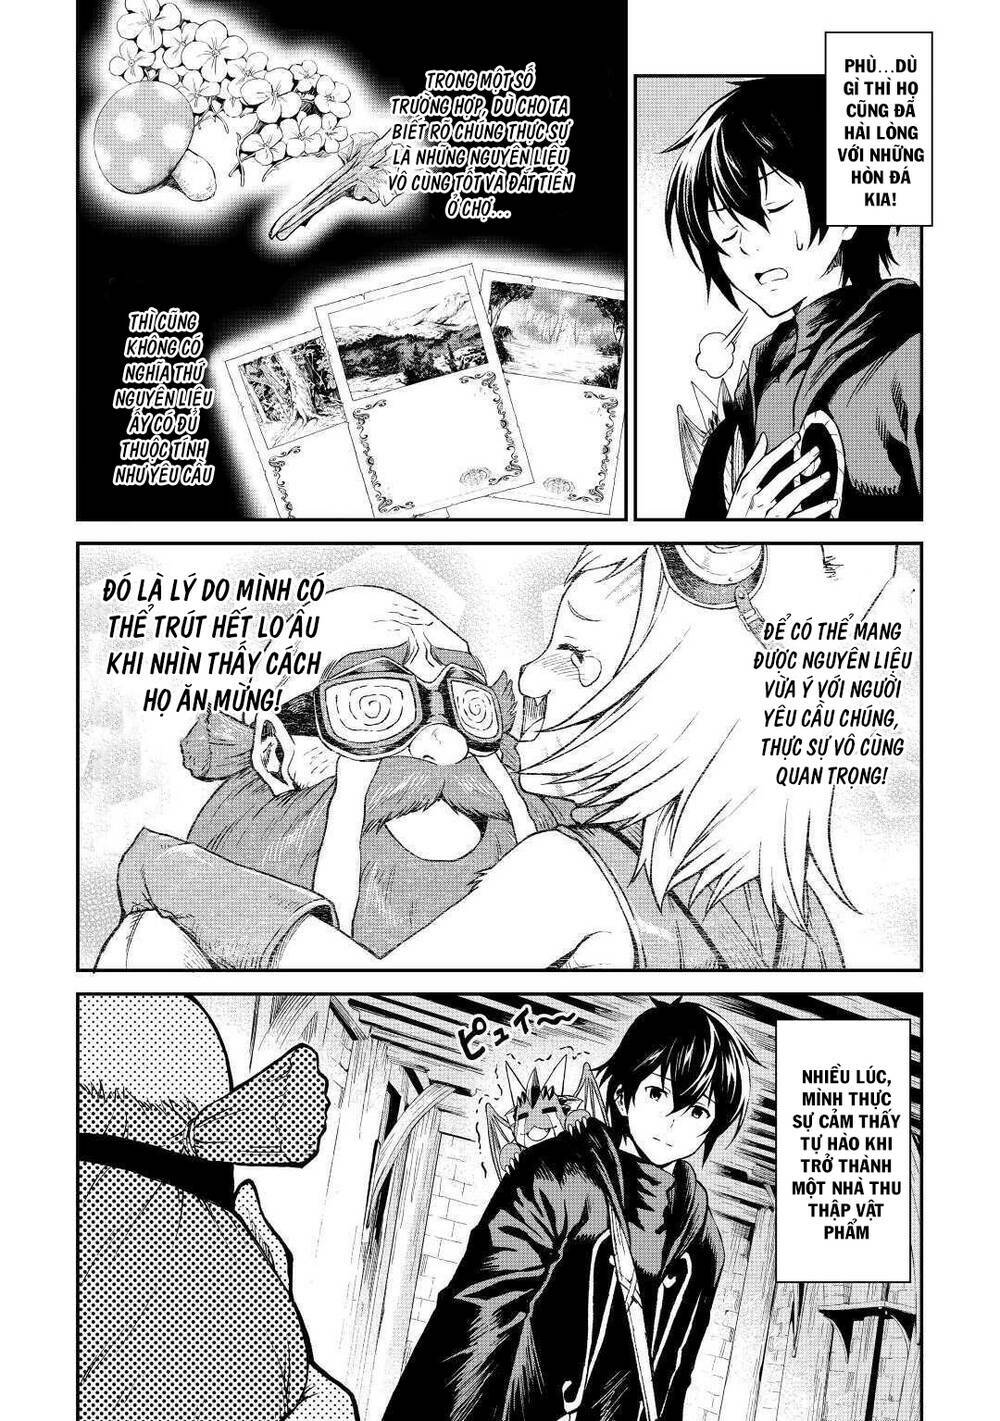 PHÙ...DÙ
GÌ THÌ HỌ
CŨNG ĐÃ
HÀI LÒNG
VỚI NHỮNG
HÒN ĐÁ
KIA!
TRONG MỘT SỐ
TRƯỜNG HỢP, DÙ CHO TA
BIẾT RÕ CHÚNG THỰC SỰ
LÀ NHỮNG NGUYÊN LIỆU
VÔ CÙNG TỐT VÀ ĐẮT TIỀN
Ở CHỢ...
THÌ CŨNG
KHÔNG CÓ
NGHĨA THỨ
NGUYÊN LIỆU
ẤY CÓ ĐỦ
THUỘC TÍNH
NHƯ YÊU CẦU
ĐỂ CÓ THỂ MANG
ĐƯỢC NGUYÊN LIỆU
VỪA Ý VỚI NGƯỜI
YÊU CẦU CHÚNG,
THỰC SỰ VÔ CÙNG
QUAN TRỌNG!
ĐÓ LÀ LÝ DO MÌNH CÓ
THỂ TRÚT HẾT LO ÂU
KHI NHÌN THẤY CÁCH
HỌ ĂN MỪNG!
NHIỀU LÚC,
MÌNH THỰC
SỰ CẢM THẤY
TỰ HÀO KHI
TRỞ THÀNH
MỘT NHÀ THU
THẬP VẬT
PHẨM
ピュイ〜